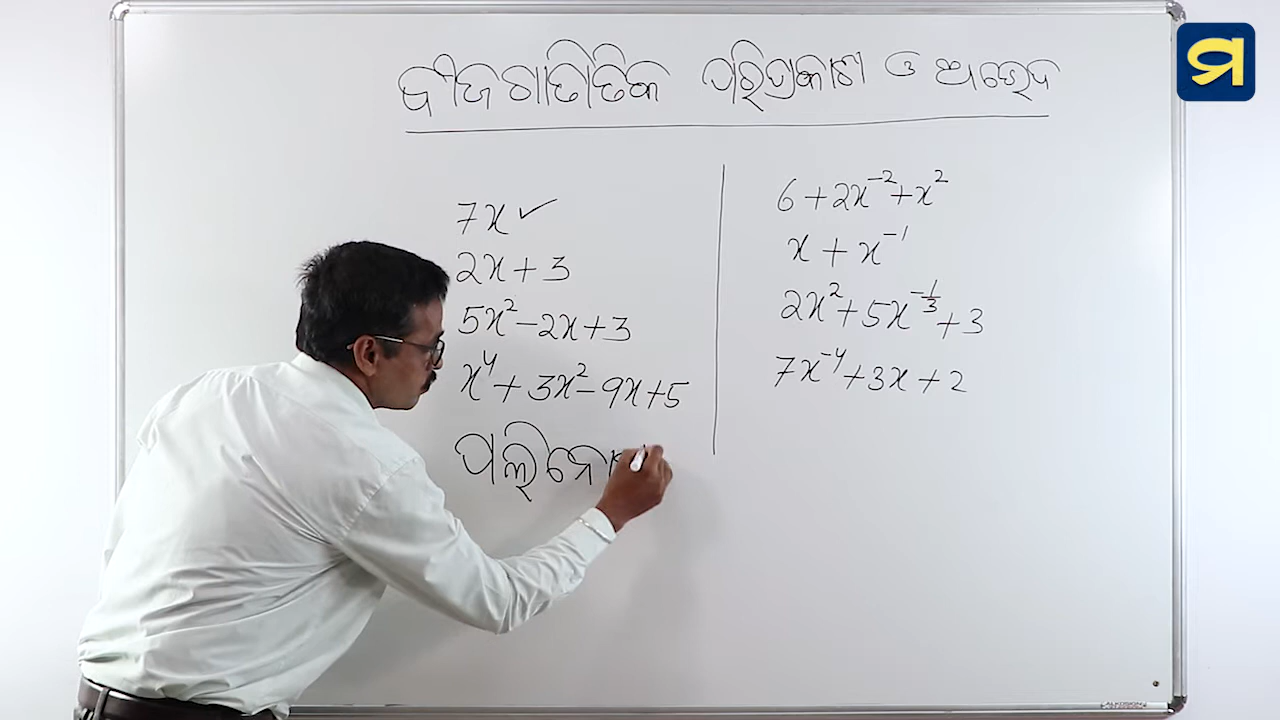 ବୀଜଗାଣିତିକ ପରିପ୍ରକାଶ ଓ ଅଭେଦ
ମ
7x ✓
2x + 3
5x² - 2x + 3
x⁴ + 3x² - 9x + 5
ପଲିନୋ
6 + 2x⁻² + x²
x + x⁻¹
2x² + 5x^(-1/3) + 3
7x⁻⁴ + 3x + 2